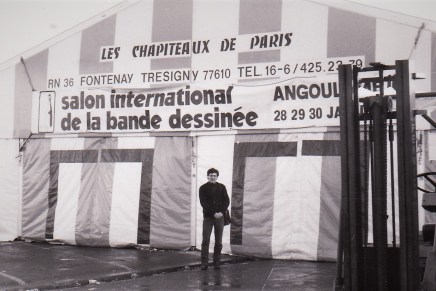 LES CHAPITEAUX DE PARIS
RN 36 FONTENAY TRESIGNY 77610 TEL. 16-6/425.23.79
salon international
de la bande dessinée
28 29 30